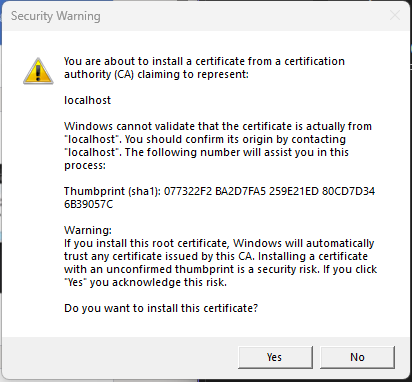 Security Warning
You are about to install a certificate from a certification
authority (CA) claiming to represent:
localhost
Windows cannot validate that the certificate is actually from
"localhost". You should confirm its origin by contacting
"localhost". The following number will assist you in this
process:
Thumbprint (sha1): 077322F2 BA2D7FA5 259E21ED 80CD7D34
6B39057C
Warning:
If you install this root certificate, Windows will automatically
trust any certificate issued by this CA. Installing a certificate
with an unconfirmed thumbprint is a security risk. If you click
"Yes" you acknowledge this risk.
Do you want to install this certificate?
Yes
No